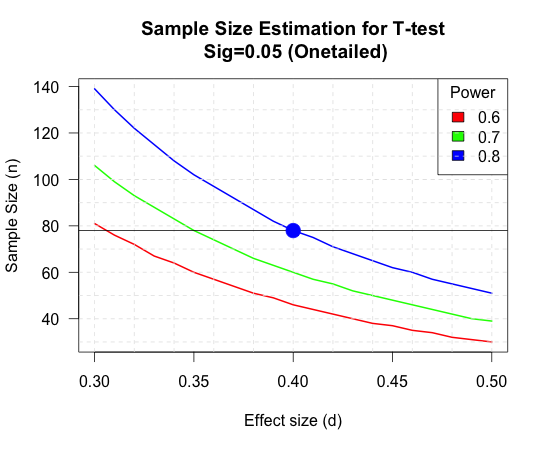 Sample Size Estimation for T-test
Sig=0.05 (Onetailed)
Power
0.6
0.7
0.8
Sample Size (n)
140
120
100
80
60
40
0.30 0.35 0.40 0.45 0.50
Effect size (d)